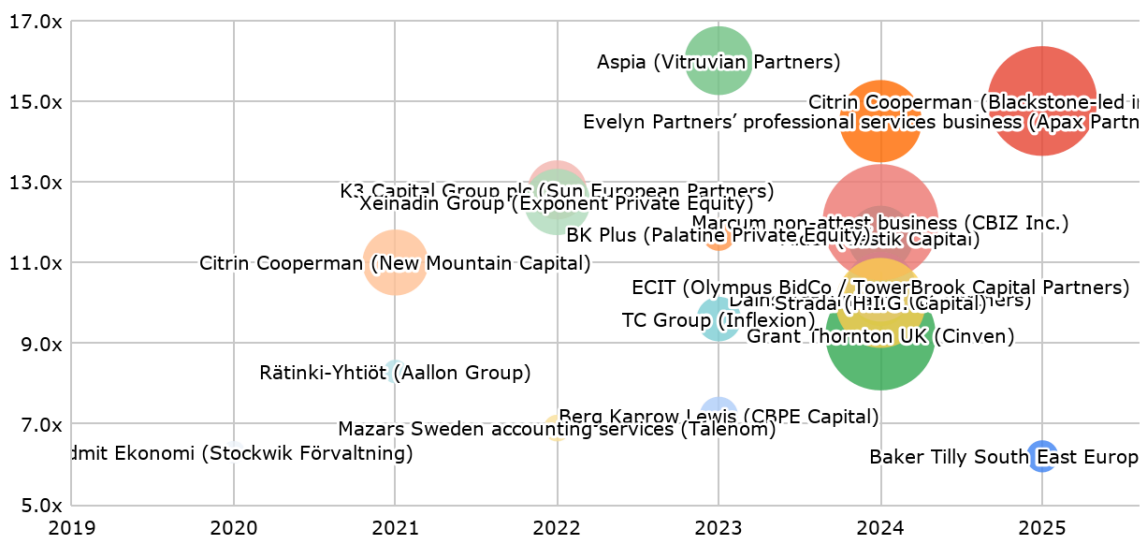 17.0x
Aspia (Vitruvian Partners)
15.0x
Citrin Cooperman (Blackstone-led in
Evelyn Partners’ professional services business (Apax Partn
13.0x
K3 Capital Group plc (Sun European Partners)
Xeinadin Group (Exponent Private Equity)
Marcum non-attest business (CBIZ Inc.)
BK Plus (Palatine Private Equity)
Capital)
11.0x
Citrin Cooperman (New Mountain Capital)
ECIT (Olympus BidCo / TowerBrook Capital Partners)
Strada (H.I.G. Capital)
TC Group (Inflexion)
9.0x
Grant Thornton UK (Cinven)
Rätinki-Yhtiöt (Aallon Group)
7.0x
Berg Kaprow Lewis (CBPE Capital)
Mazars Sweden accounting services (Talenom)
dmit Ekonomi (Stockwik Förvaltning)
Baker Tilly South East Europ
5.0x
2019 2020 2021 2022 2023 2024 2025